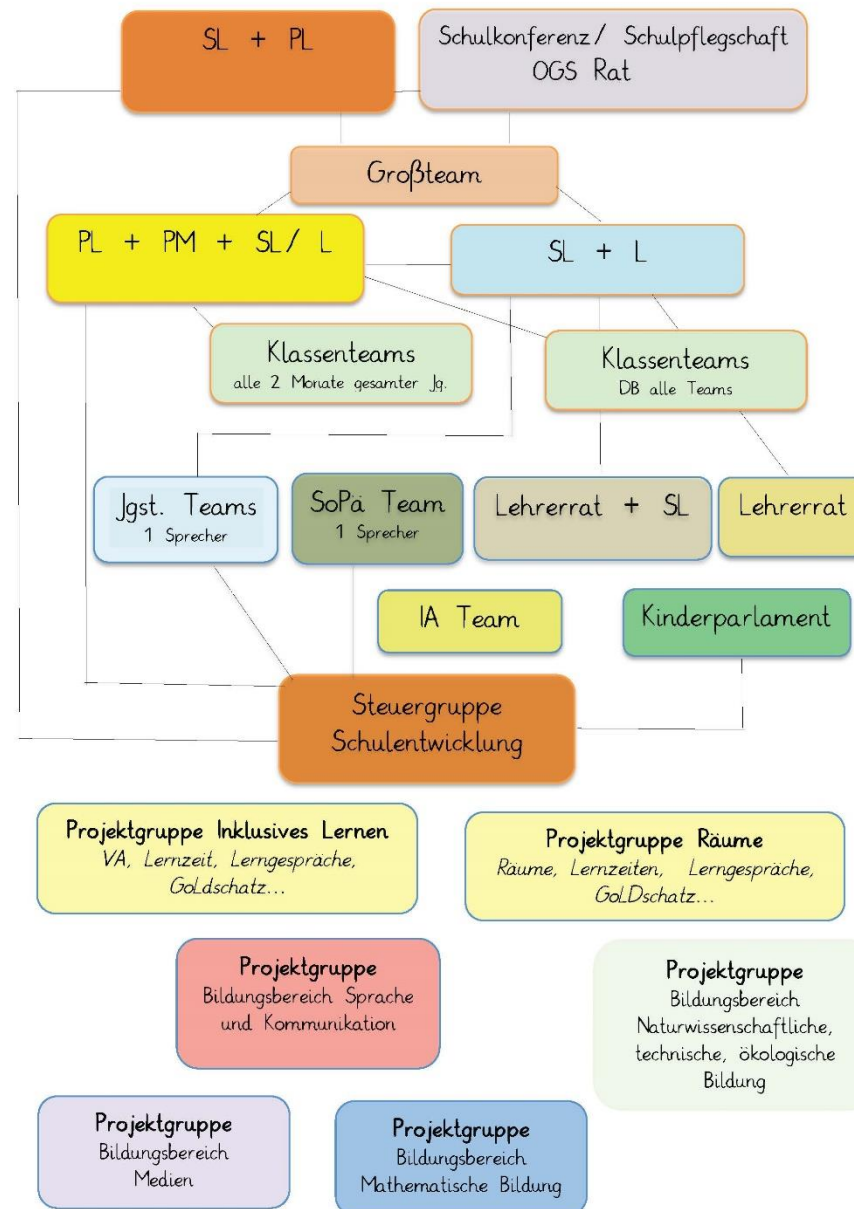 SL + PL
Schulkonferenz/ Schulpflegschaft
OGS Rat
Großteam
PL + PM + SL/ L
SL + L
Klassenteams
alle 2 Monate gesamter Jg.
Klassenteams
DB alle Teams
Jgst. Teams
1 Sprecher
SoPä Team
1 Sprecher
Lehrerrat + SL
Lehrerrat
IA Team
Kinderparlament
Steuergruppe
Schulentwicklung
Projektgruppe Inklusives Lernen
VA, Lernzeit, Lerngespräche,
GoLdschatz...
Projektgruppe Räume
Räume, Lernzeiten, Lerngespräche,
GoLDschatz...
Projektgruppe
Bildungsbereich Sprache
und Kommunikation
Projektgruppe
Bildungsbereich
Naturwissenschaftliche,
technische, ökologische
Bildung
Projektgruppe
Bildungsbereich
Medien
Projektgruppe
Bildungsbereich
Mathematische Bildung